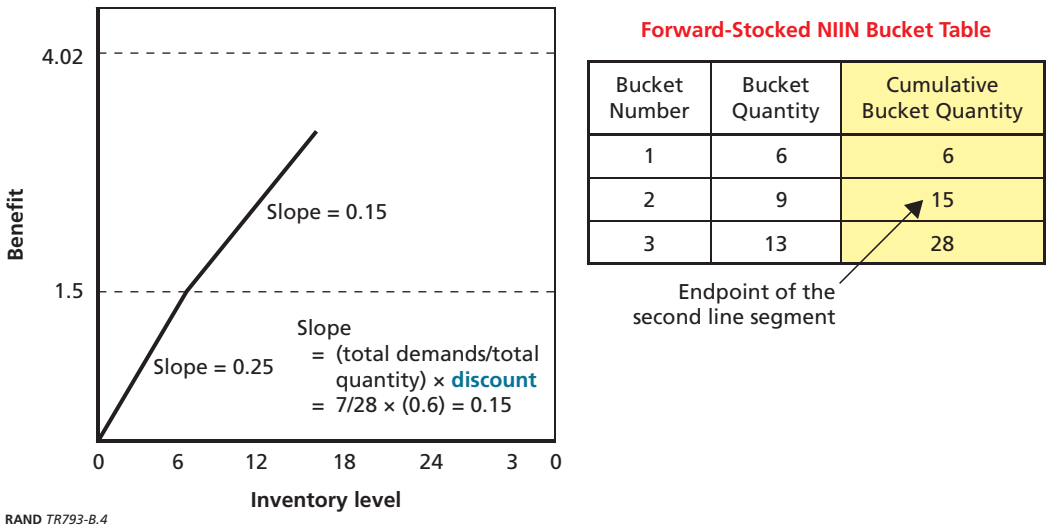 4.02
Benefit
1.5
Slope = 0.15
Slope = 0.25
Slope
= (total demands/total
quantity) × discount
= 7/28 × (0.6) = 0.15
0 6 12 18 24 3 0
Inventory level
RAND TR793-B.4
Forward-Stocked NIIN Bucket Table
Bucket Number Bucket Quantity Cumulative Bucket Quantity
1 6 6
2 9 15
3 13 28
Endpoint of the
second line segment